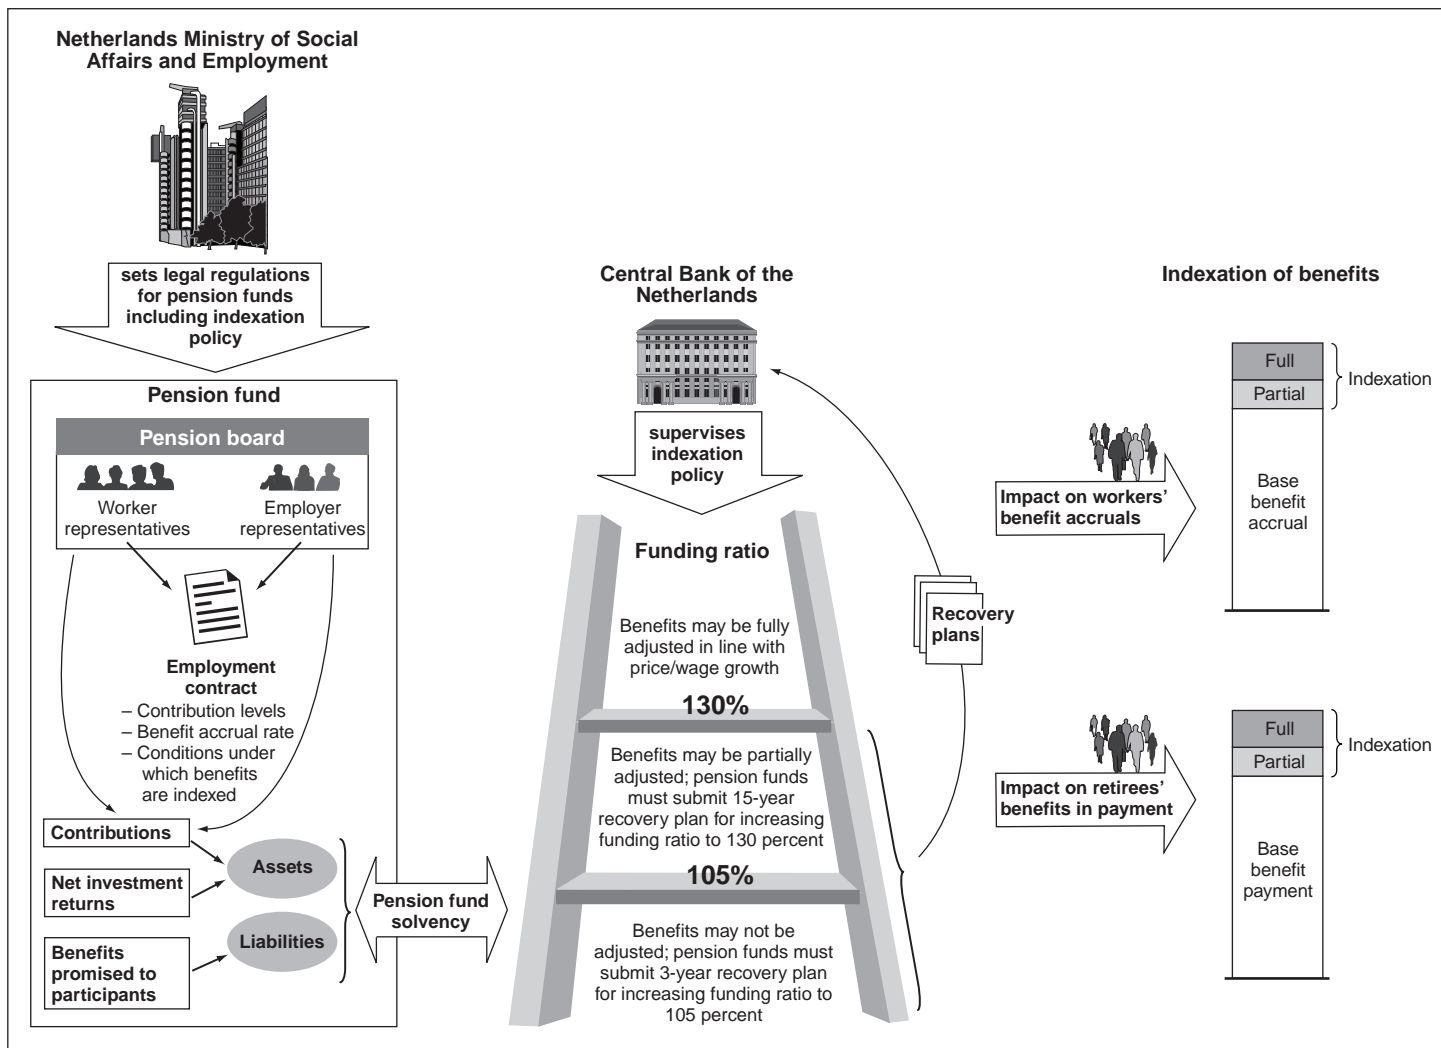 Netherlands Ministry of Social
Affairs and Employment
sets legal regulations
for pension funds
including indexation
policy
Pension fund
Pension board
Worker
representatives
Employer
representatives
Employment
contract
– Contribution levels
– Benefit accrual rate
– Conditions under
which benefits
are indexed
Contributions
Net investment
returns
Benefits
promised to
participants
Assets
Liabilities
Pension fund
solvency
Central Bank of the
Netherlands
supervises
indexation
policy
Funding ratio
Benefits may be fully
adjusted in line with
price/wage growth
130%
Benefits may be partially
adjusted; pension funds
must submit 15-year
recovery plan for increasing
funding ratio to 130 percent
105%
Benefits may not be
adjusted; pension funds must
submit 3-year recovery plan
for increasing funding ratio to
105 percent
Recovery
plans
Indexation of benefits
Impact on workers’
benefit accruals
Full
Partial
Indexation
Base
benefit
accrual
Impact on retirees’
benefits in payment
Full
Partial
Indexation
Base
benefit
payment